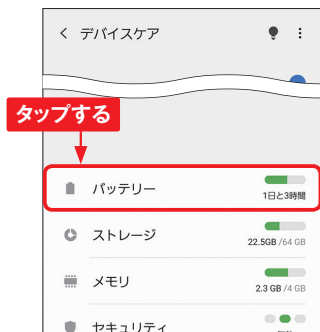 デバイスケア
タップする
バッテリー
1日と3時間
ストレージ
22.5GB /64 GB
メモリ
2.3 GB /4 GB
セキュリティ